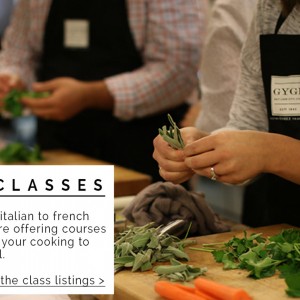 GYG
CLASSES
italian to french
re offering courses
your cooking to
the class listings >